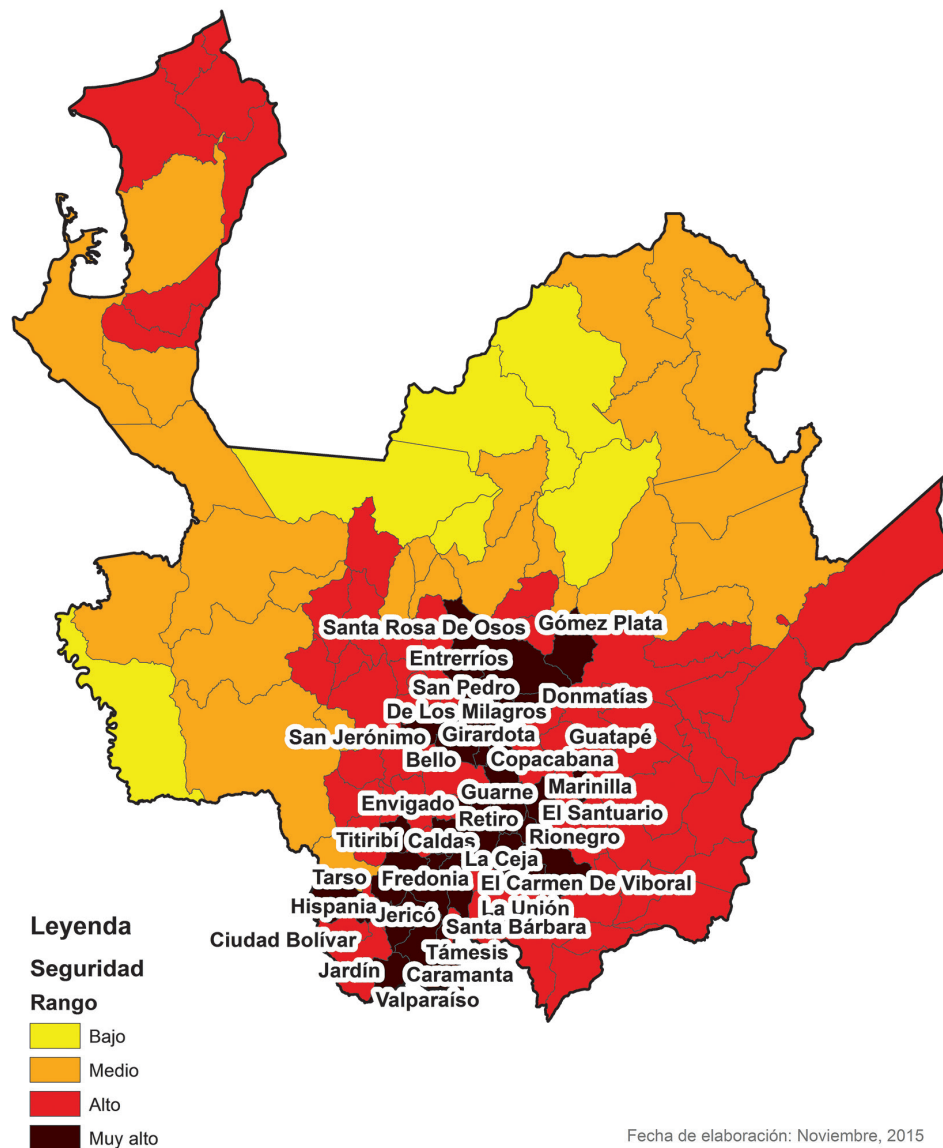 Santa Rosa De Osos
Gómez Plata
Entrerríos
San Pedro
De Los Milagros
Donmatías
San Jerónimo
Girardota
Guatapé
Bello
Copacabana
Envigado
Guarne
Marinilla
Retiro
El Santuario
Titiribí
Caldas
Rionegro
La Ceja
Tarso
Fredonia
El Carmen De Viboral
Hispania
Jericó
La Unión
Santa Bárbara
Ciudad Bolívar
Támesis
Jardín
Caramanta
Valparaíso
Leyenda
Seguridad
Rango
Bajo
Medio
Alto
Muy alto
Fecha de elaboración: Noviembre, 2015